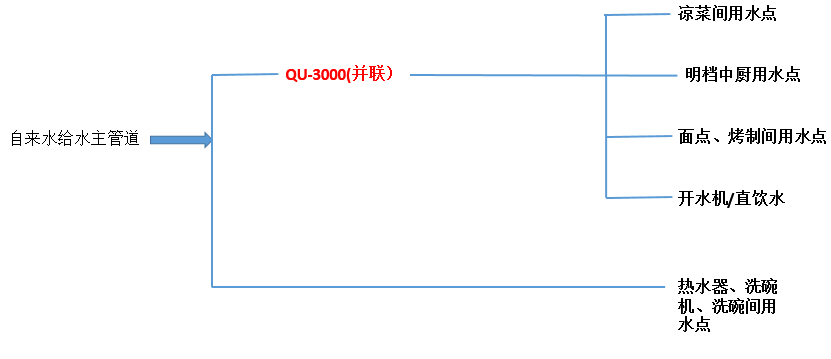 凉菜间用水点
QU-3000(并联）
明档中厨用水点
自来水给水主管道
面点、烤制间用水点
开水机/直饮水
热水器、洗碗
机、洗碗间用
水点